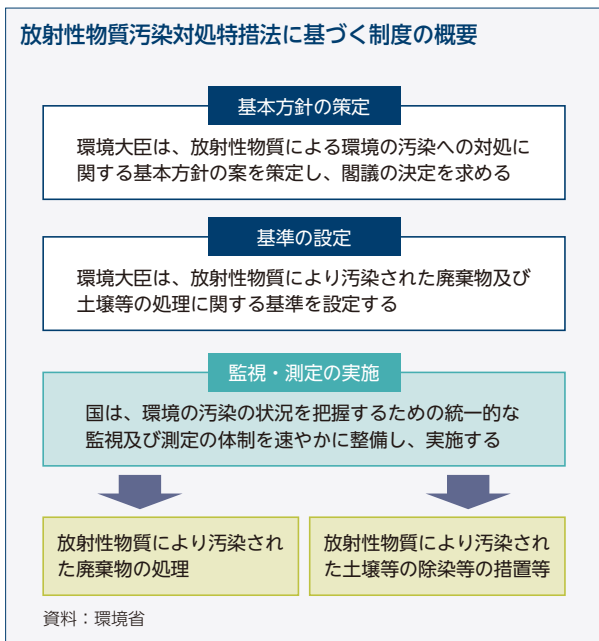 放射性物質汚染対処特措法に基づく制度の概要
基本方針の策定
環境大臣は、放射性物質による環境の汚染への対処に
関する基本方針の案を策定し、閣議の決定を求める
基準の設定
環境大臣は、放射性物質により汚染された廃棄物及び
土壌等の処理に関する基準を設定する
監視・測定の実施
国は、環境の汚染の状況を把握するための統一的な
監視及び測定の体制を速やかに整備し、実施する
放射性物質により汚染され
た廃棄物の処理
放射性物質により汚染され
た土壌等の除染等の措置等
資料：環境省